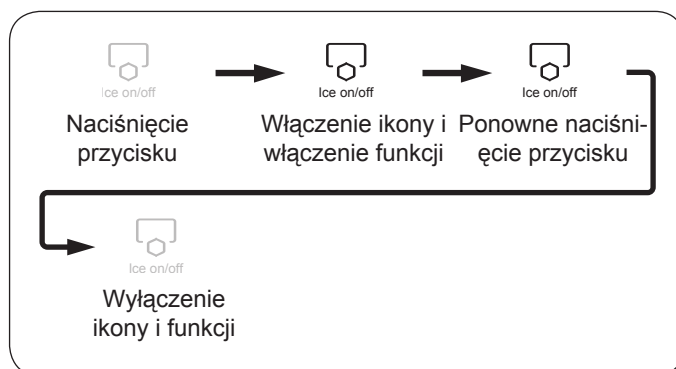 Ice on/off
Naciśnięcie
przycisku
Ice on/off
Włączenie ikony i
włączenie funkcji
Ice on/off
Ponowne naciśni-
ęcie przycisku
Ice on/off
Wyłączenie
ikony i funkcji